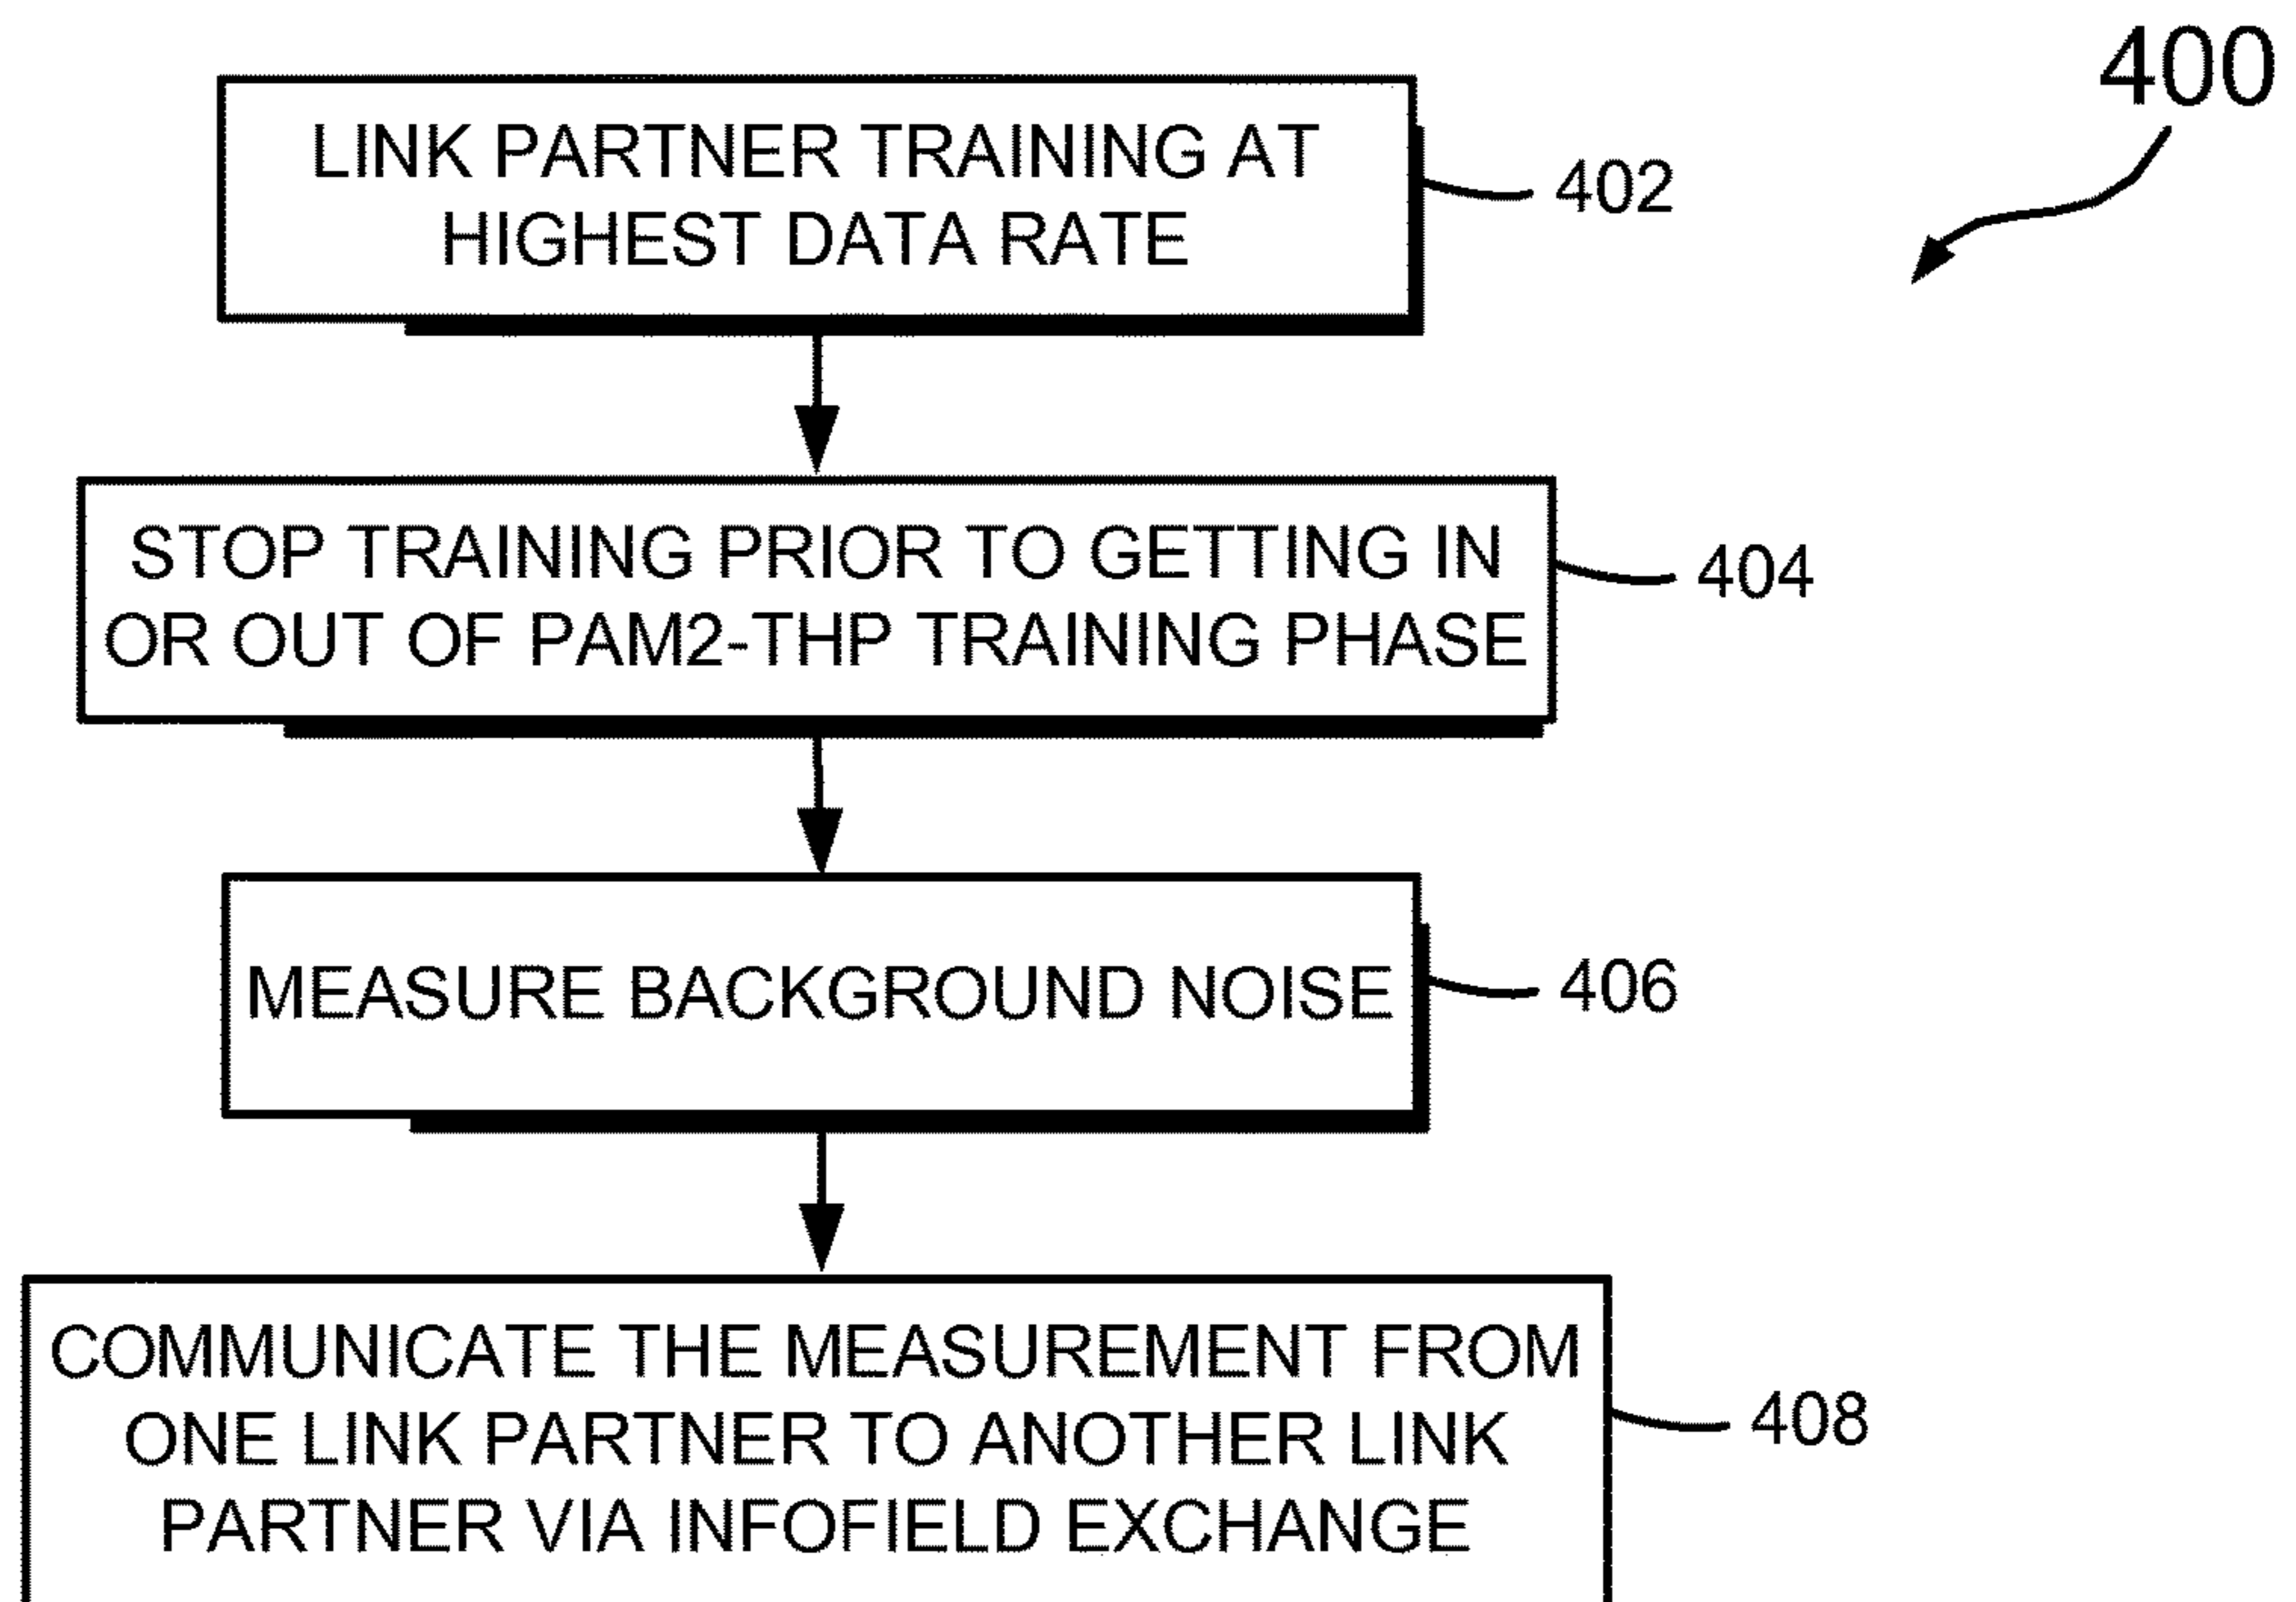 400
LINK PARTNER TRAINING AT
HIGHEST DATA RATE
402
STOP TRAINING PRIOR TO GETTING IN
OR OUT OF PAM2-THP TRAINING PHASE
404
MEASURE BACKGROUND NOISE
406
COMMUNICATE THE MEASUREMENT FROM
ONE LINK PARTNER TO ANOTHER LINK
PARTNER VIA INFOFIELD EXCHANGE
408